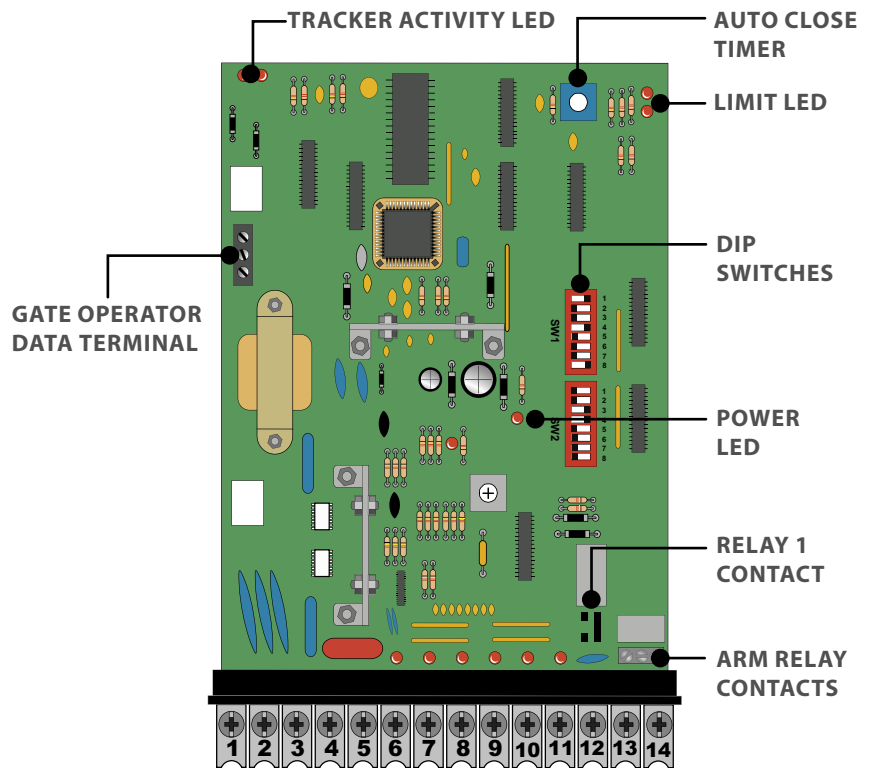 TRACKER ACTIVITY LED
AUTO CLOSE
TIMER
LIMIT LED
DIP
SWITCHES
GATE OPERATOR
DATA TERMINAL
SW1
1
2
3
4
5
6
7
8
SW2
1
2
3
4
5
6
7
8
POWER
LED
RELAY 1
CONTACT
ARM RELAY
CONTACTS
1 2 3 4 5 6 7 8 9 10 11 12 13 14